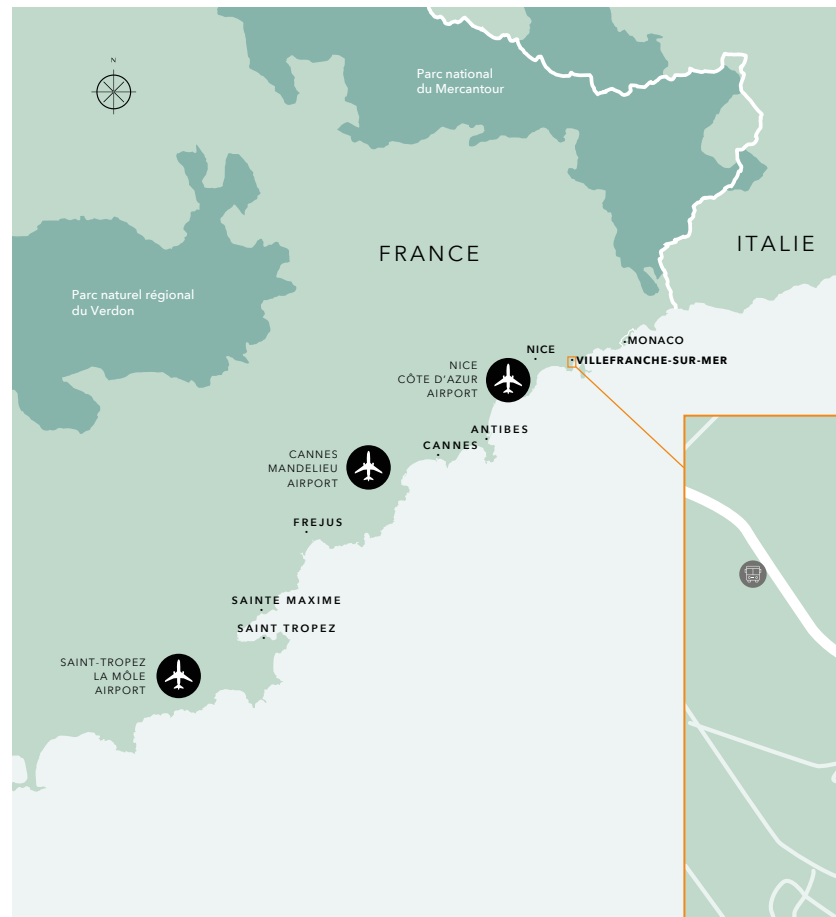 N
Parc national
du Mercantour
FRANCE
ITALIE
Parc naturel régional
du Verdon
MONACO
NICE
VILLEFRANCHE-SUR-MER
NICE
CÔTE D'AZUR
AIRPORT
ANTIBES
CANNES
CANNES
MANDELIEU
AIRPORT
FREJUS
SAINTE MAXIME
SAINT TROPEZ
SAINT-TROPEZ
LA MÔLE
AIRPORT